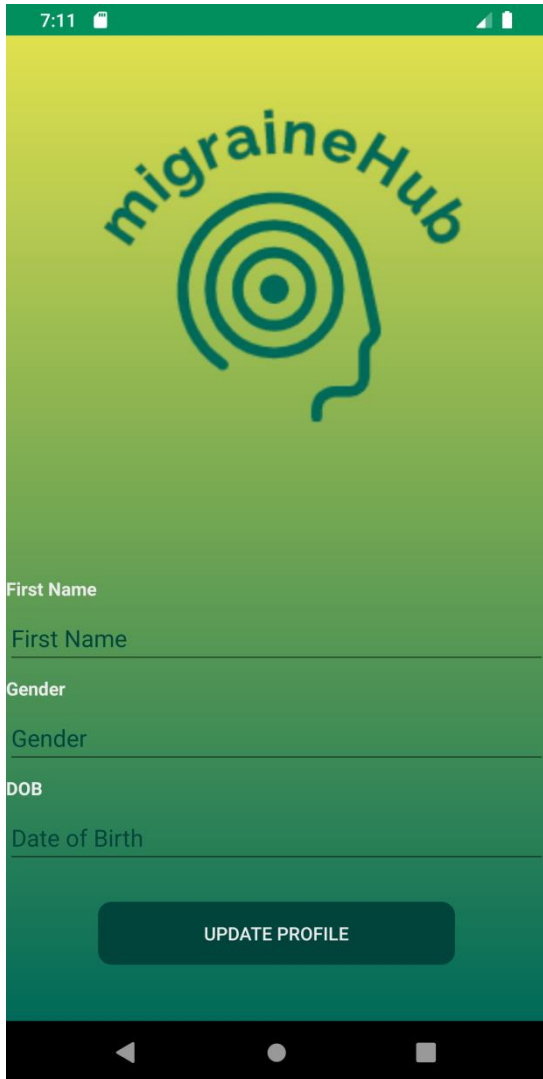 7:11
migraineHub
First Name
First Name
Gender
Gender
DOB
Date of Birth
UPDATE PROFILE